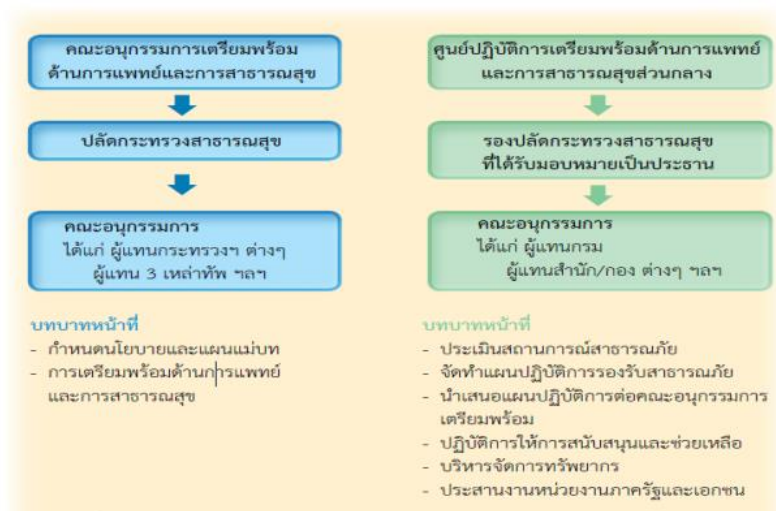 คณะอนุกรรมการเตรียมพร้อม
ด้านการแพทย์และการสาธารณสุข
ปลัดกระทรวงสาธารณสุข
คณะอนุกรรมการ
ได้แก่ ผู้แทนกระทรวงฯ ต่างๆ
ผู้แทน 3 เหล่าทัพ ฯลฯ
บทบาทหน้าที่
- กำหนดนโยบายและแผนแม่บท
- การเตรียมพร้อมด้านการแพทย์
และการสาธารณสุข
ศูนย์ปฏิบัติการเตรียมพร้อมด้านการแพทย์
และการสาธารณสุขส่วนกลาง
รองปลัดกระทรวงสาธารณสุข
ที่ได้รับมอบหมายเป็นประธาน
คณะอนุกรรมการ
ได้แก่ ผู้แทนกรม
ผู้แทนสำนัก/กอง ต่างๆ ฯลฯ
บทบาทหน้าที่
- ประเมินสถานการณ์สาธารณภัย
- จัดทำแผนปฏิบัติการรองรับสาธารณภัย
- นำเสนอแผนปฏิบัติการต่อคณะอนุกรรมการ
เตรียมพร้อม
- ปฏิบัติการให้การสนับสนุนและช่วยเหลือ
- บริหารจัดการทรัพยากร
- ประสานงานหน่วยงานภาครัฐและเอกชน